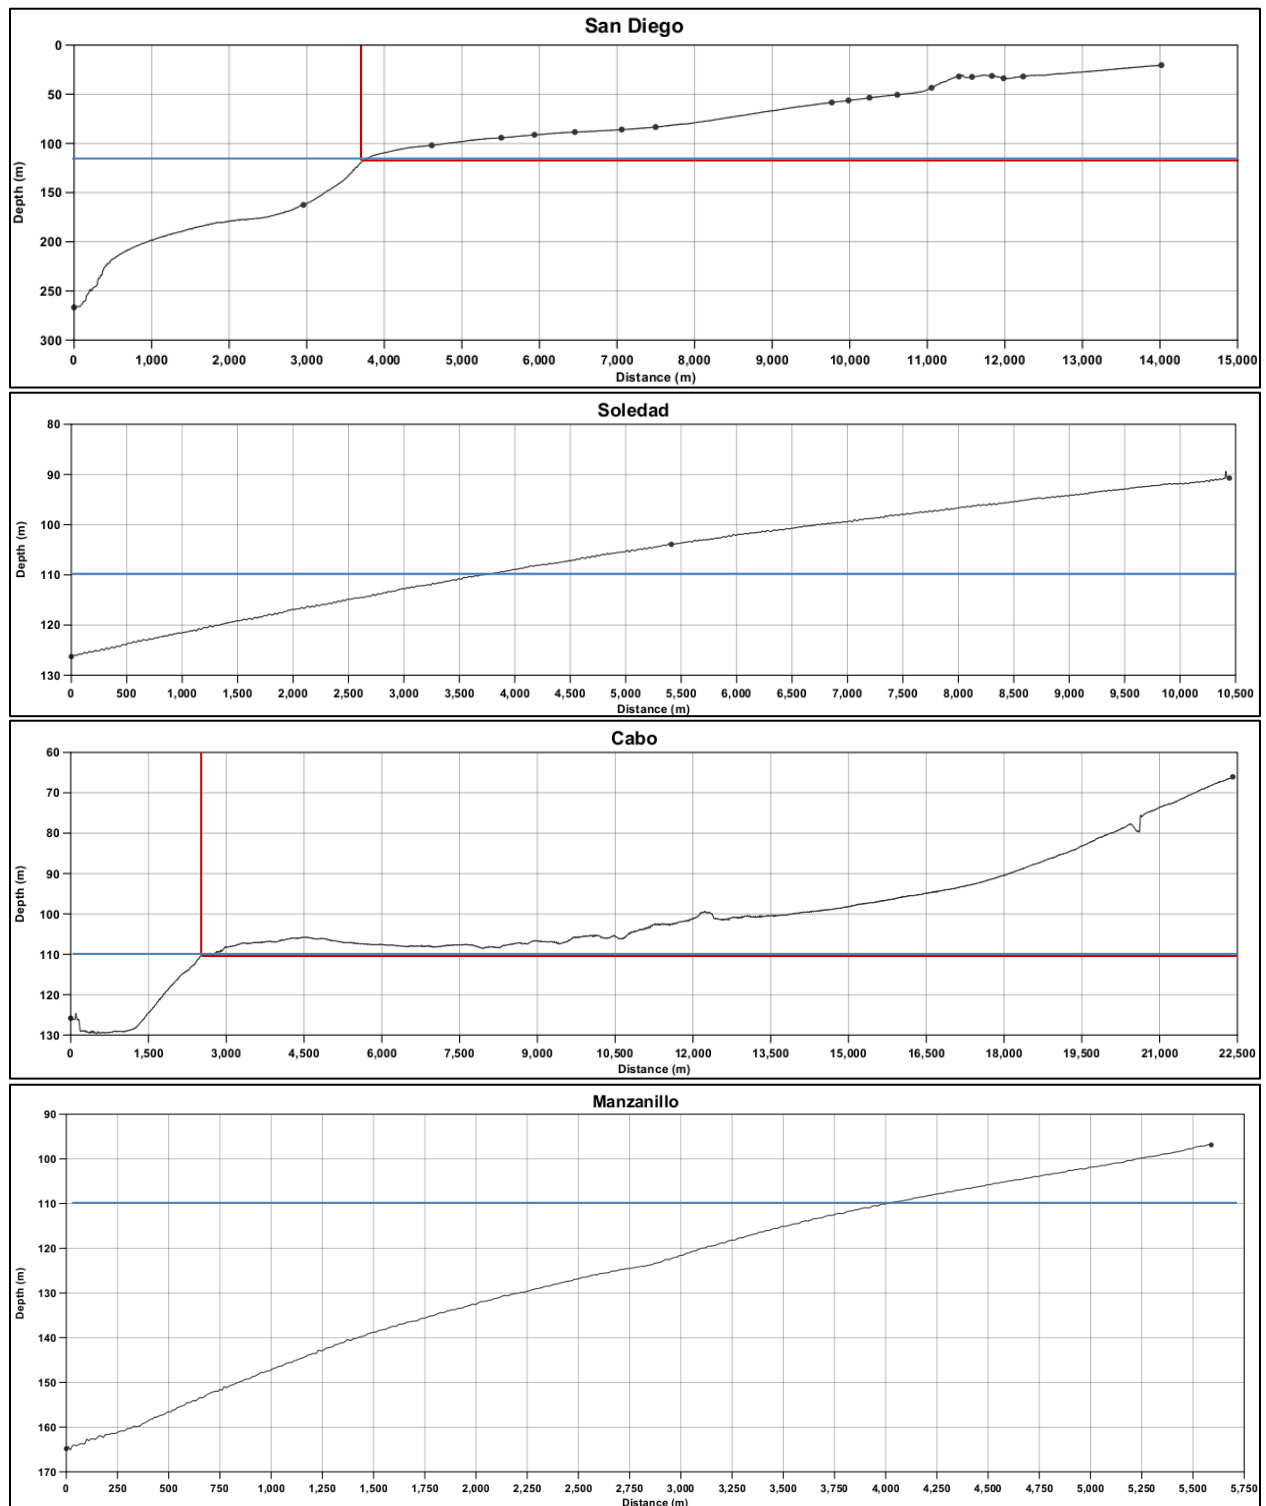 San Diego
0
50
100
150
200
250
300
Depth (m)
0 1,000 2,000 3,000 4,000 5,000 6,000 7,000 8,000 9,000 10,000 11,000 12,000 13,000 14,000 15,000
Distance (m)
Soledad
80
90
100
110
120
130
Depth (m)
0 500 1,000 1,500 2,000 2,500 3,000 3,500 4,000 4,500 5,000 5,500 6,000 6,500 7,000 7,500 8,000 8,500 9,000 9,500 10,000 10,500
Distance (m)
Cabo
60
70
80
90
100
110
120
130
Depth (m)
0 1,500 3,000 4,500 6,000 7,500 9,000 10,500 12,000 13,500 15,000 16,500 18,000 19,500 21,000 22,500
Distance (m)
Manzanillo
90
100
110
120
130
140
150
160
170
Depth (m)
0 250 500 750 1,000 1,250 1,500 1,750 2,000 2,250 2,500 2,750 3,000 3,250 3,500 3,750 4,000 4,250 4,500 4,750 5,000 5,250 5,500 5,750
Distance (m)